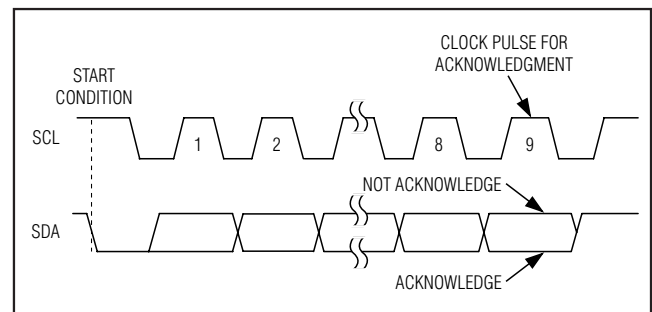 CLOCK PULSE FOR
ACKNOWLEDGMENT
START
CONDITION
SCL
1
2
8
9
NOT ACKNOWLEDGE
SDA
ACKNOWLEDGE